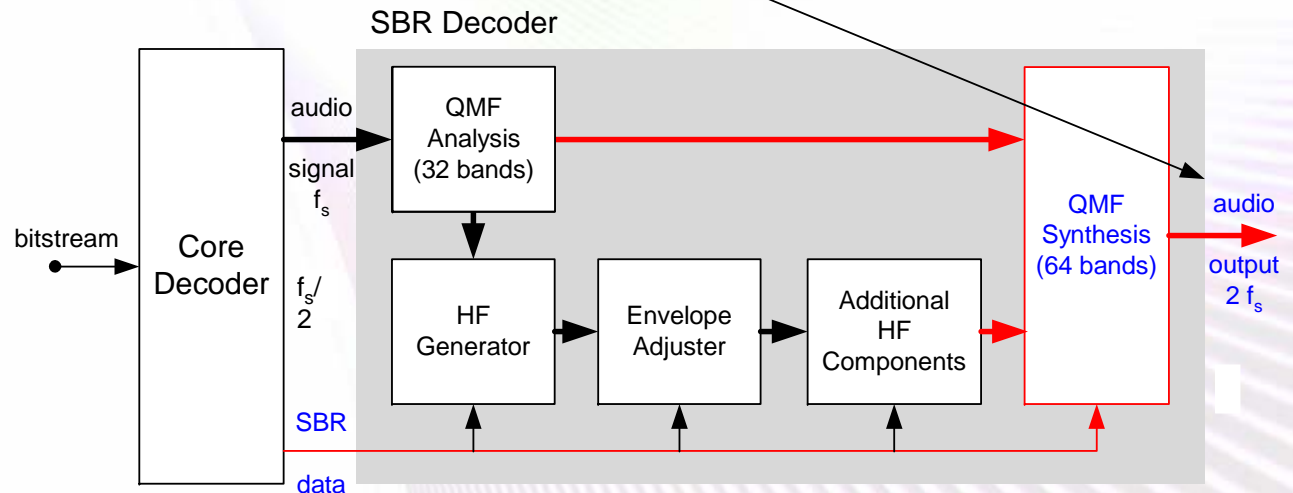 SBR Decoder
audio
signal
fₛ
QMF
Analysis
(32 bands)
bitstream
Core
Decoder
fₛ/
2
HF
Generator
Envelope
Adjuster
Additional
HF
Components
QMF
Synthesis
(64 bands)
audio
output
2 fₛ
SBR
data